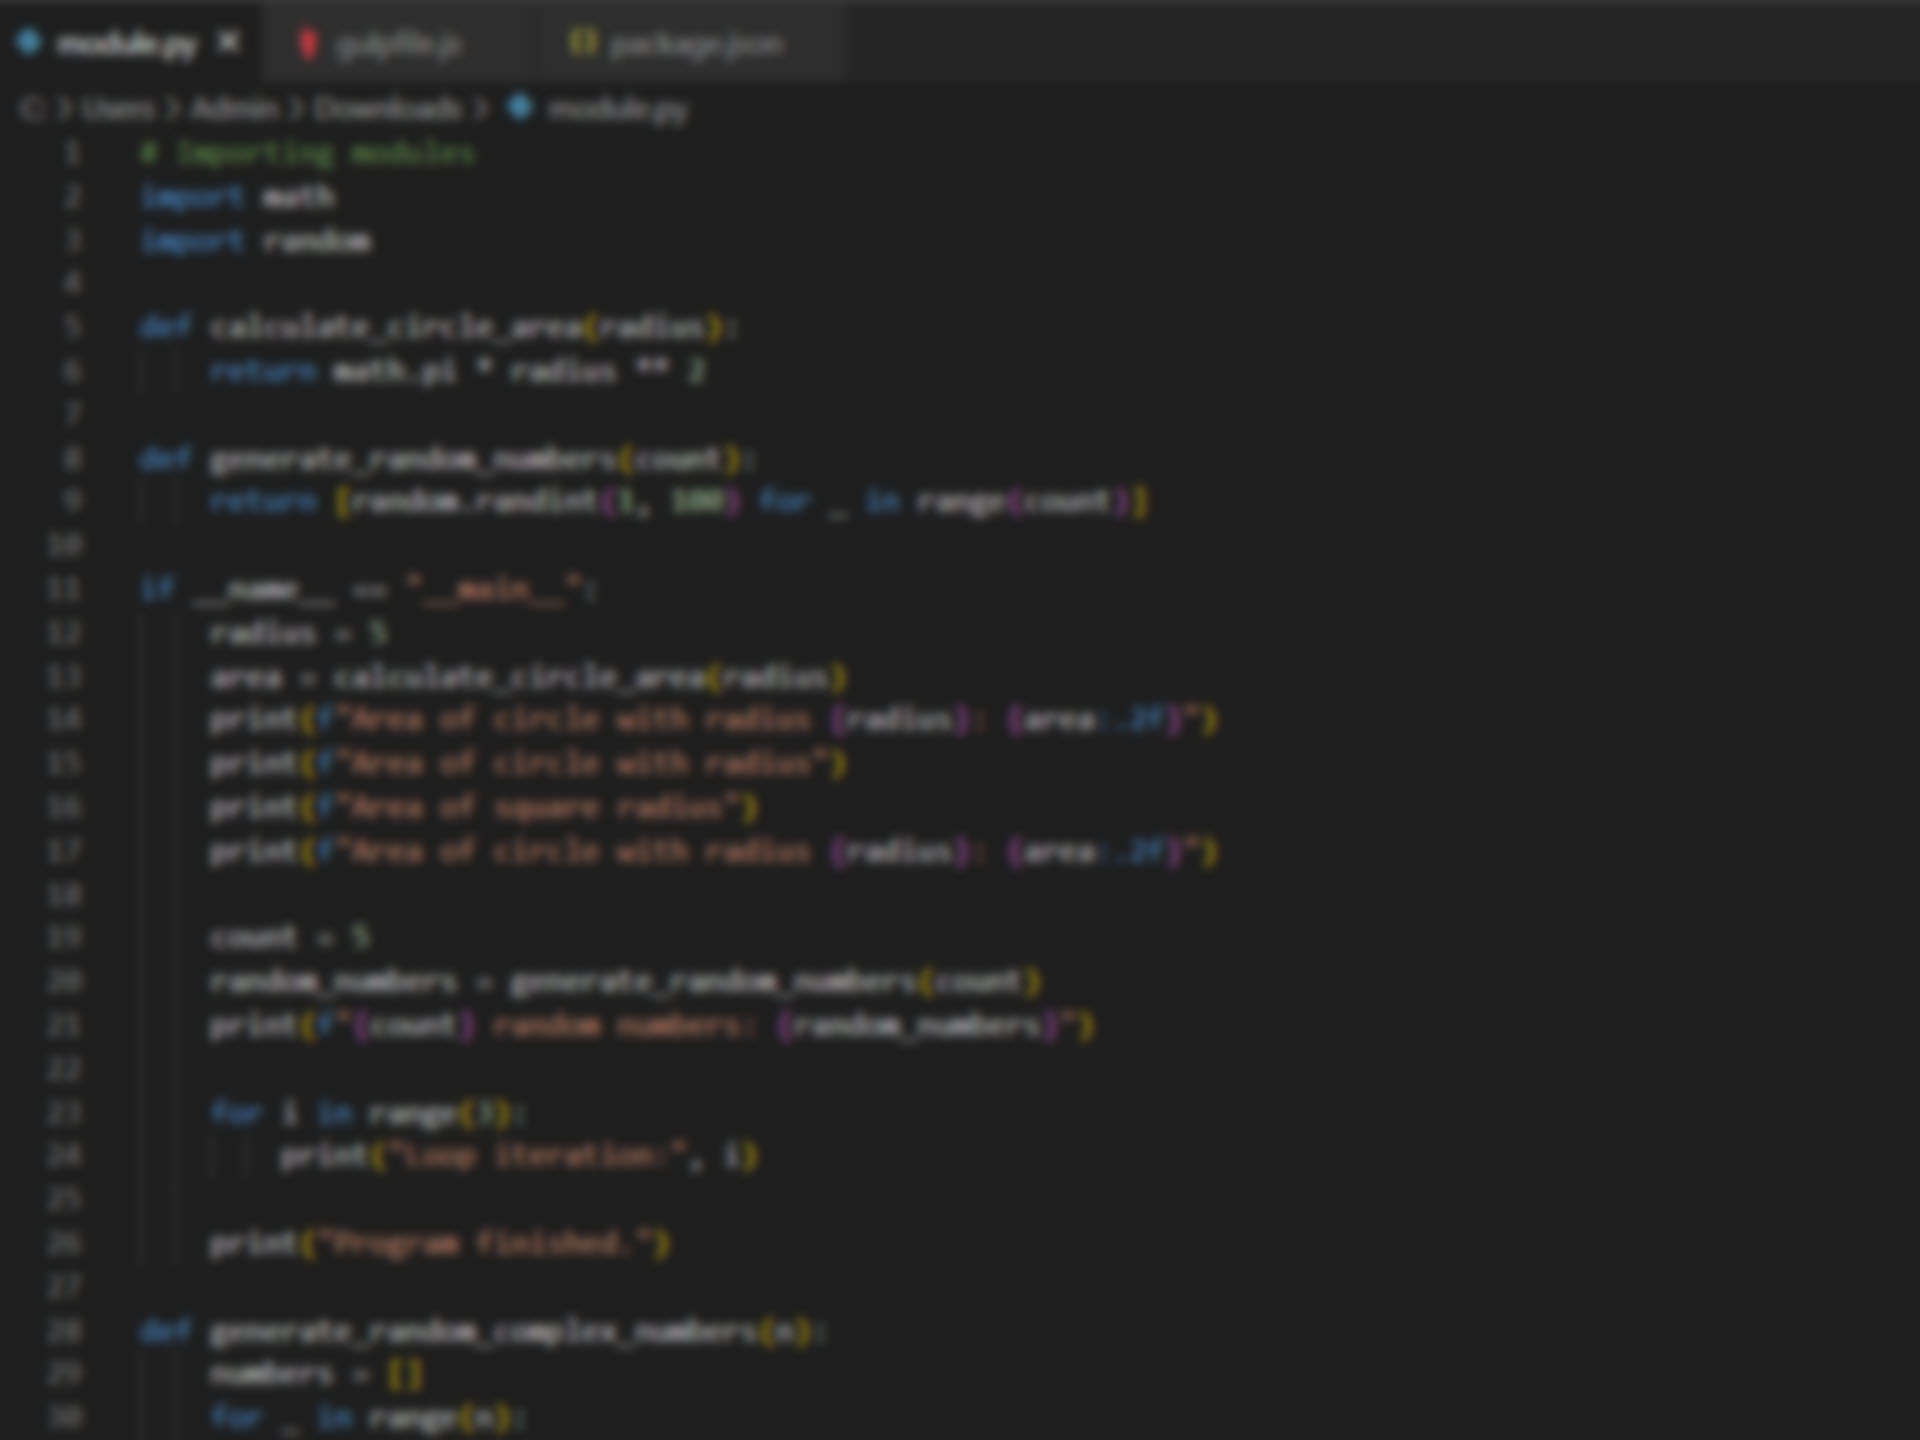 module.py × gulpfile.js package.json
C: > Users > Admin > Downloads > module.py
1 # Importing modules
2 import math
3 import random
4
5 def calculate_circle_area(radius):
6 return math.pi * radius ** 2
7
8 def generate_random_numbers(count):
9 return [random.randint(1, 100) for _ in range(count)]
10
11 if __name__ == "__main__":
12 radius = 5
13 area = calculate_circle_area(radius)
14 print(f"Area of circle with radius {radius}: {area:.2f}")
15 print(f"Area of circle with radius")
16 print(f"Area of square radius")
17 print(f"Area of circle with radius {radius}: {area:.2f}")
18
19 count = 5
20 random_numbers = generate_random_numbers(count)
21 print(f"{count} random numbers: {random_numbers}")
22
23 for i in range(3):
24 print("Loop iteration:", i)
25
26 print("Program finished.")
27
28 def generate_random_complex_numbers(n):
29 numbers = []
30 for _ in range(n):